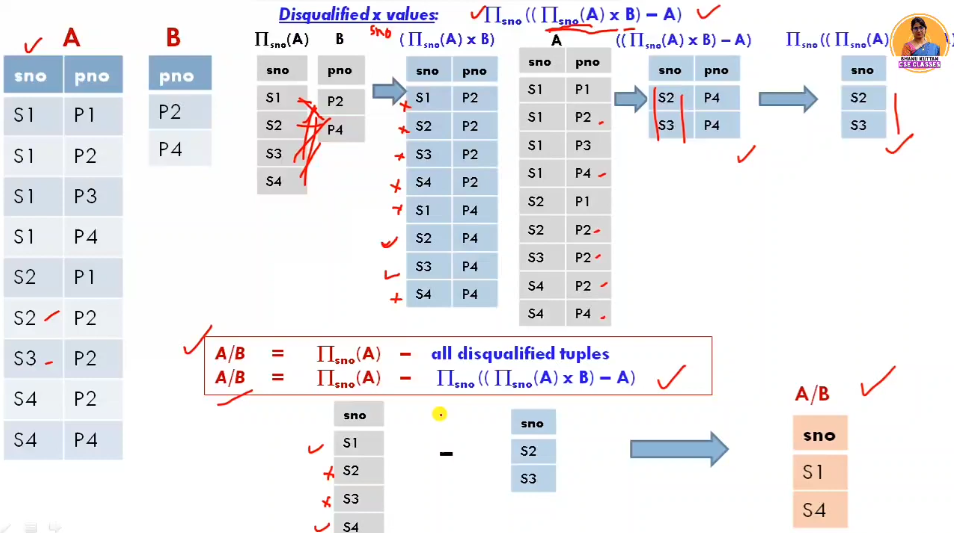 Disqualified x values: ∏sno ((∏sno(A) x B) – A)
sno
A
B
sno pno
S1 P1
S1 P2
S1 P3
S1 P4
S2 P1
S2 P2
S3 P2
S4 P2
S4 P4
pno
P2
P4
∏sno(A)
sno
S1
S2
S3
S4
B
pno
P2
P4
(∏sno(A) x B)
sno pno
S1 P2
S2 P2
S3 P2
S4 P2
S1 P4
S2 P4
S3 P4
S4 P4
A
sno pno
S1 P1
S1 P2
S1 P3
S1 P4
S2 P1
S2 P2
S3 P2
S4 P2
S4 P4
((∏sno(A) x B) – A)
sno pno
S2 P4
S3 P4
∏sno((∏sno(A)
sno
S2
S3
CSE CLASSES
A/B = ∏sno(A) – all disqualified tuples
A/B = ∏sno(A) – ∏sno((∏sno(A) x B) – A)
sno
S1
S2
S3
S4
–
sno
S2
S3
A/B
sno
S1
S4